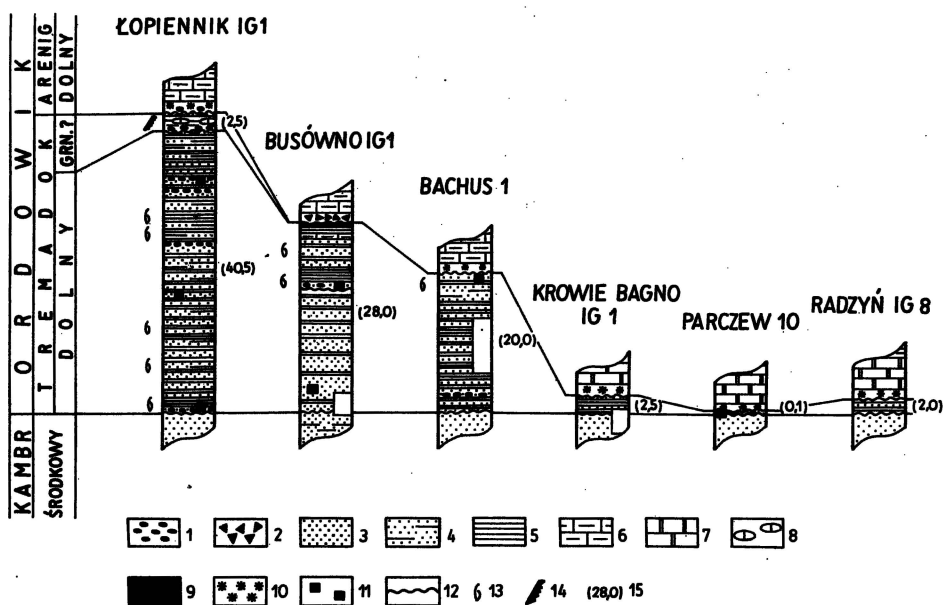 ŁOPIENNIK IG1
BUSÓWNO IG1
BACHUS 1
KROWIE BAGNO
IG 1
PARCZEW 10
RADZYŃ IG 8
KAMBR
ORDOWIK
ŚRODKOWY
TREMADOK
ARENIG
DOLNY
GRN.?
DOLNY
(2,5)
(40,5)
(28,0)
(20,0)
(2,5)
(0,1)
(2,0)
1
2
3
4
5
6
7
8
9
10
11
12
13
14
(28,0) 15